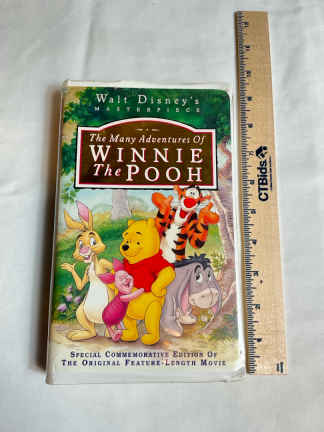 Walt Disney's
MASTERPIECE
The Many Adventures Of
WINNIE
The POOH
SPECIAL COMMEMORATIVE EDITION OF
THE ORIGINAL FEATURE-LENGTH MOVIE
CTBids